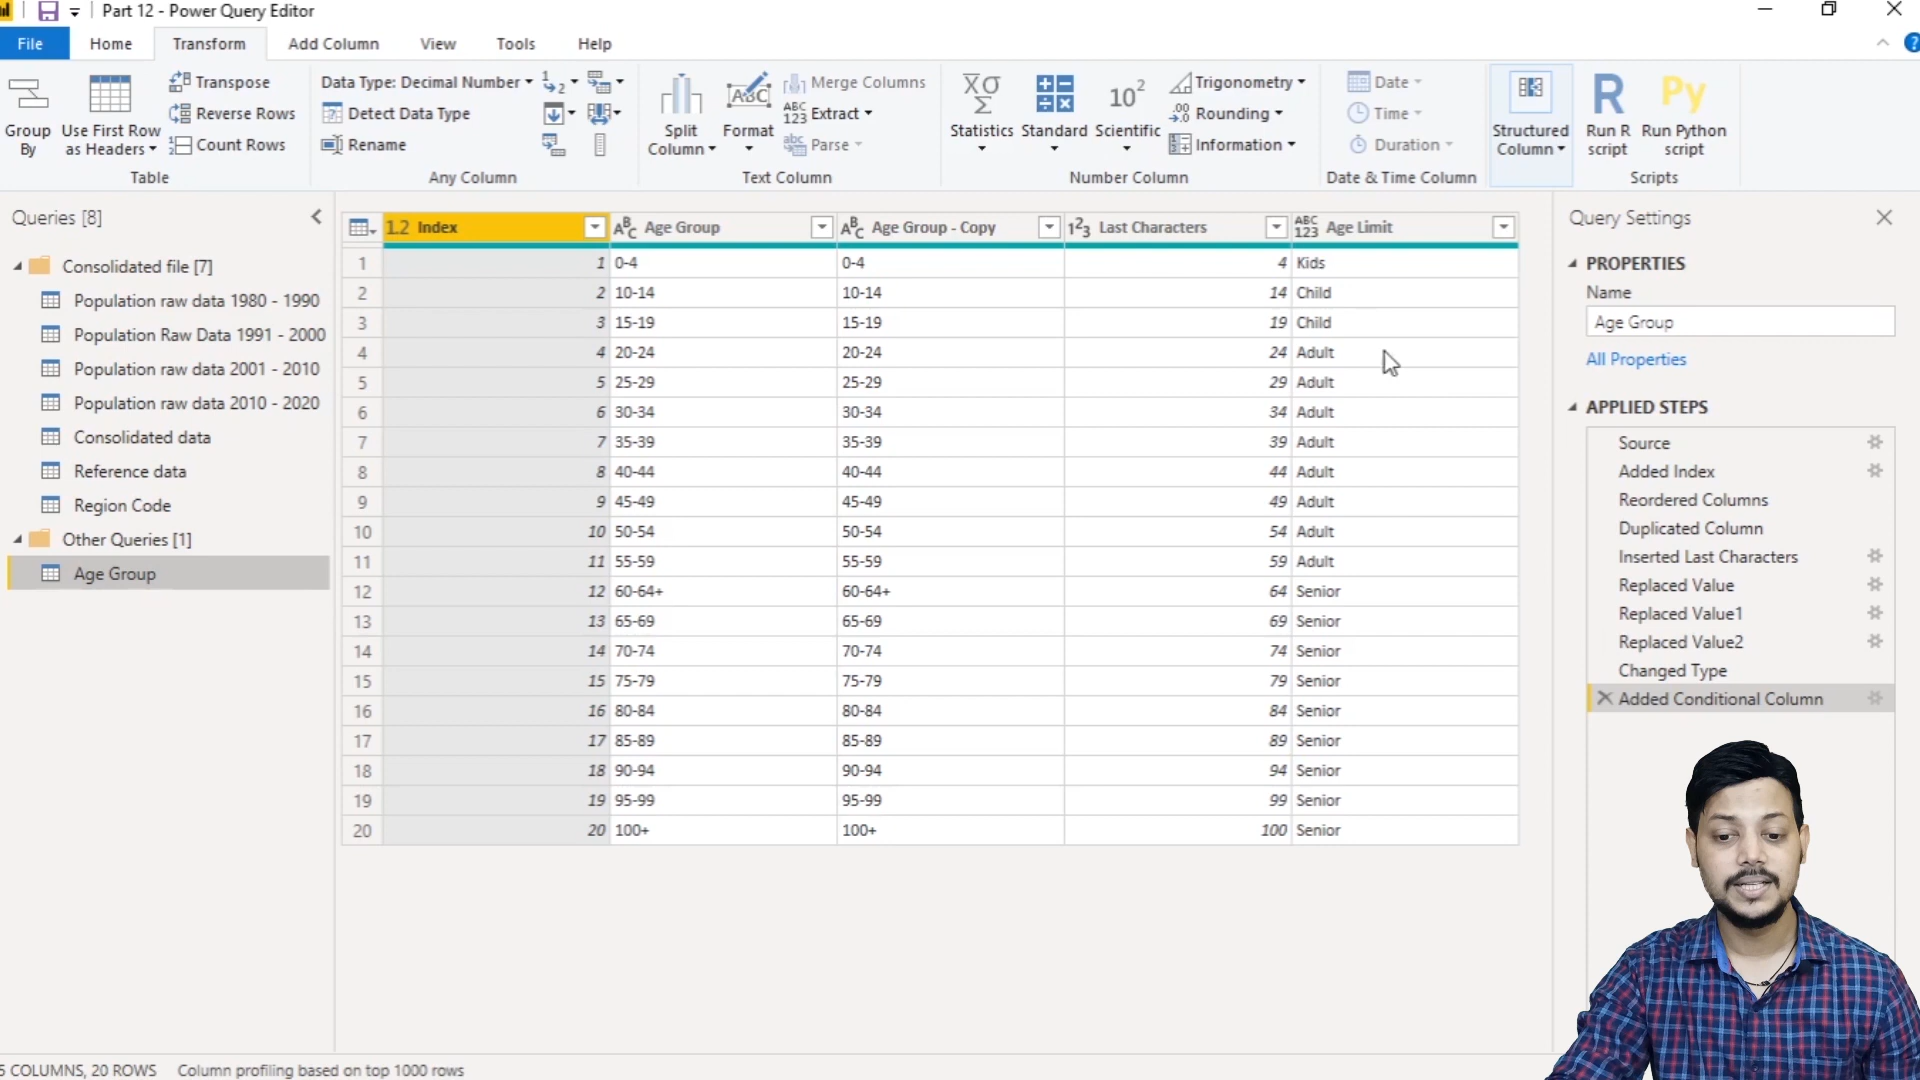 Part 12 - Power Query Editor
File Home Transform Add Column View Tools Help
Group By
Use First Row as Headers
Transpose
Reverse Rows
Count Rows
Table
Data Type: Decimal Number
Detect Data Type
Rename
Any Column
Split Column
Format
Merge Columns
Extract
Parse
Text Column
Statistics
Standard
Scientific
Trigonometry
Rounding
Information
Number Column
Date
Time
Duration
Date & Time Column
Structured Column
Run R script
Run Python script
Scripts
Queries [8]
Consolidated file [7]
Population raw data 1980 - 1990
Population Raw Data 1991 - 2000
Population raw data 2001 - 2010
Population raw data 2010 - 2020
Consolidated data
Reference data
Region Code
Other Queries [1]
Age Group
1.2 Index ABC Age Group ABC Age Group - Copy 123 Last Characters ABC 123 Age Limit
1 1 0-4 0-4 4 Kids
2 2 10-14 10-14 14 Child
3 3 15-19 15-19 19 Child
4 4 20-24 20-24 24 Adult
5 5 25-29 25-29 29 Adult
6 6 30-34 30-34 34 Adult
7 7 35-39 35-39 39 Adult
8 8 40-44 40-44 44 Adult
9 9 45-49 45-49 49 Adult
10 10 50-54 50-54 54 Adult
11 11 55-59 55-59 59 Adult
12 12 60-64+ 60-64+ 64 Senior
13 13 65-69 65-69 69 Senior
14 14 70-74 70-74 74 Senior
15 15 75-79 75-79 79 Senior
16 16 80-84 80-84 84 Senior
17 17 85-89 85-89 89 Senior
18 18 90-94 90-94 94 Senior
19 19 95-99 95-99 99 Senior
20 20 100+ 100+ 100 Senior
Query Settings
PROPERTIES
Name
Age Group
All Properties
APPLIED STEPS
Source
Added Index
Reordered Columns
Duplicated Column
Inserted Last Characters
Replaced Value
Replaced Value1
Replaced Value2
Changed Type
Added Conditional Column
5 COLUMNS, 20 ROWS Column profiling based on top 1000 rows